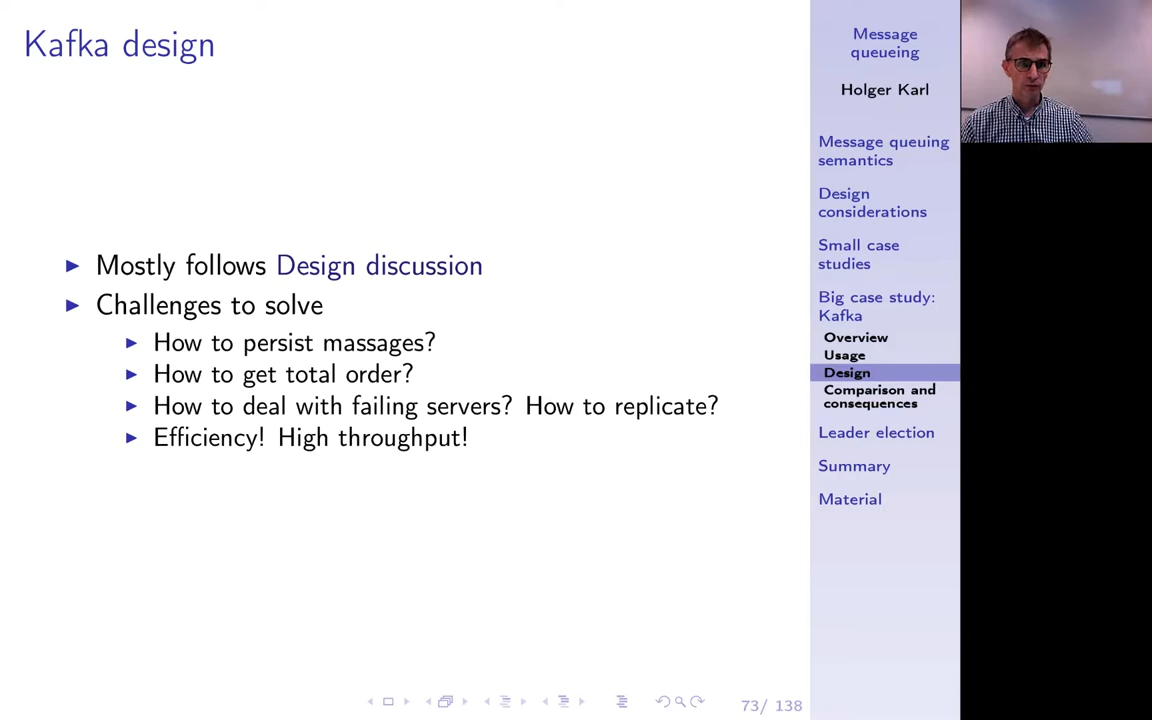 Kafka design
Mostly follows Design discussion
Challenges to solve
How to persist massages?
How to get total order?
How to deal with failing servers? How to replicate?
Efficiency! High throughput!
Message
queueing
Holger Karl
Message queuing
semantics
Design
considerations
Small case
studies
Big case study:
Kafka
Overview
Usage
Design
Comparison and
consequences
Leader election
Summary
Material
73/ 138